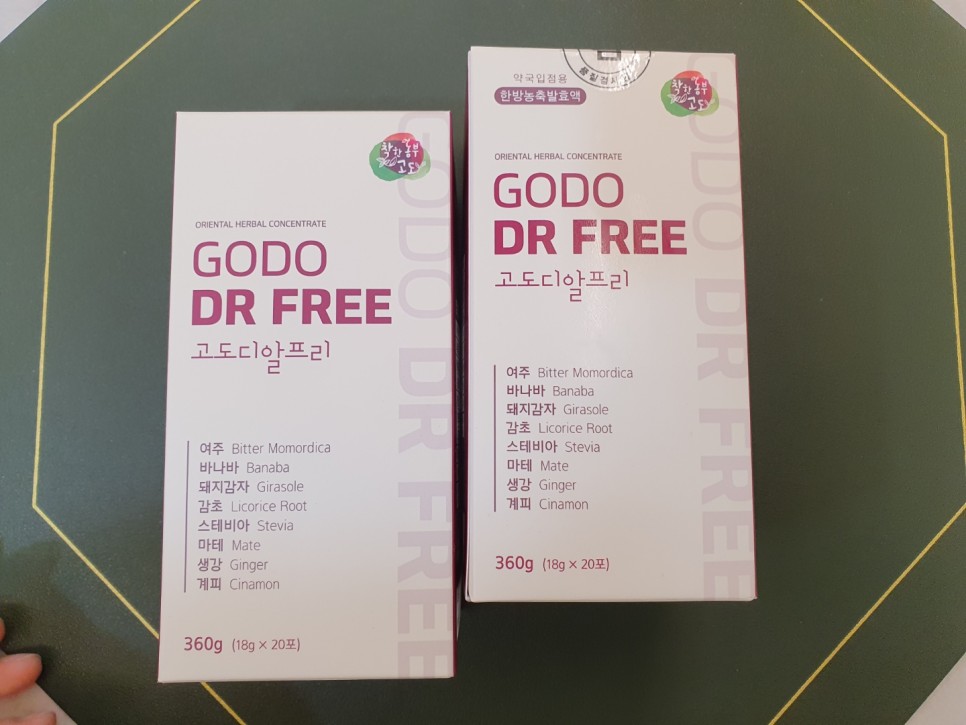 착한농부
고도
ORIENTAL HERBAL CONCENTRATE
GODO
DR FREE
고도디알프리
여주 Bitter Momordica
바나바 Banaba
돼지감자 Girasole
감초 Licorice Root
스테비아 Stevia
마테 Mate
생강 Ginger
계피 Cinamon
360g (18g × 20포)
GODO DR FREE
약국입점용
한방농축발효액
착한농부
고도
ORIENTAL HERBAL CONCENTRATE
GODO
DR FREE
고도디알프리
여주 Bitter Momordica
바나바 Banaba
돼지감자 Girasole
감초 Licorice Root
스테비아 Stevia
마테 Mate
생강 Ginger
계피 Cinamon
360g (18g × 20포)
GODO DR FREE